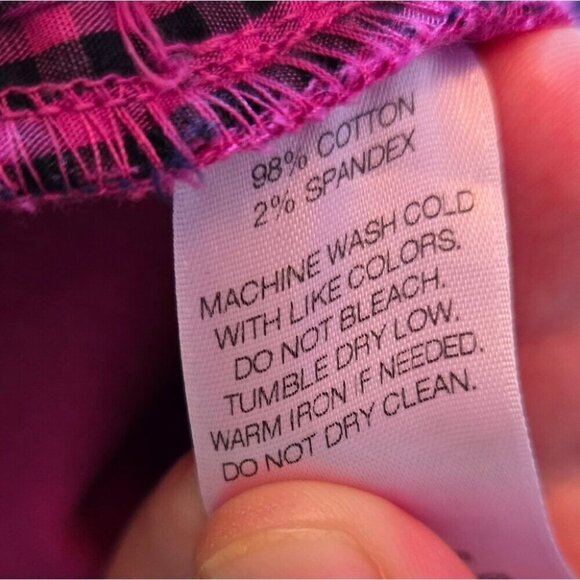 98% COTTON
2% SPANDEX
MACHINE WASH COLD
WITH LIKE COLORS.
DO NOT BLEACH.
TUMBLE DRY LOW.
WARM IRON IF NEEDED.
DO NOT DRY CLEAN.